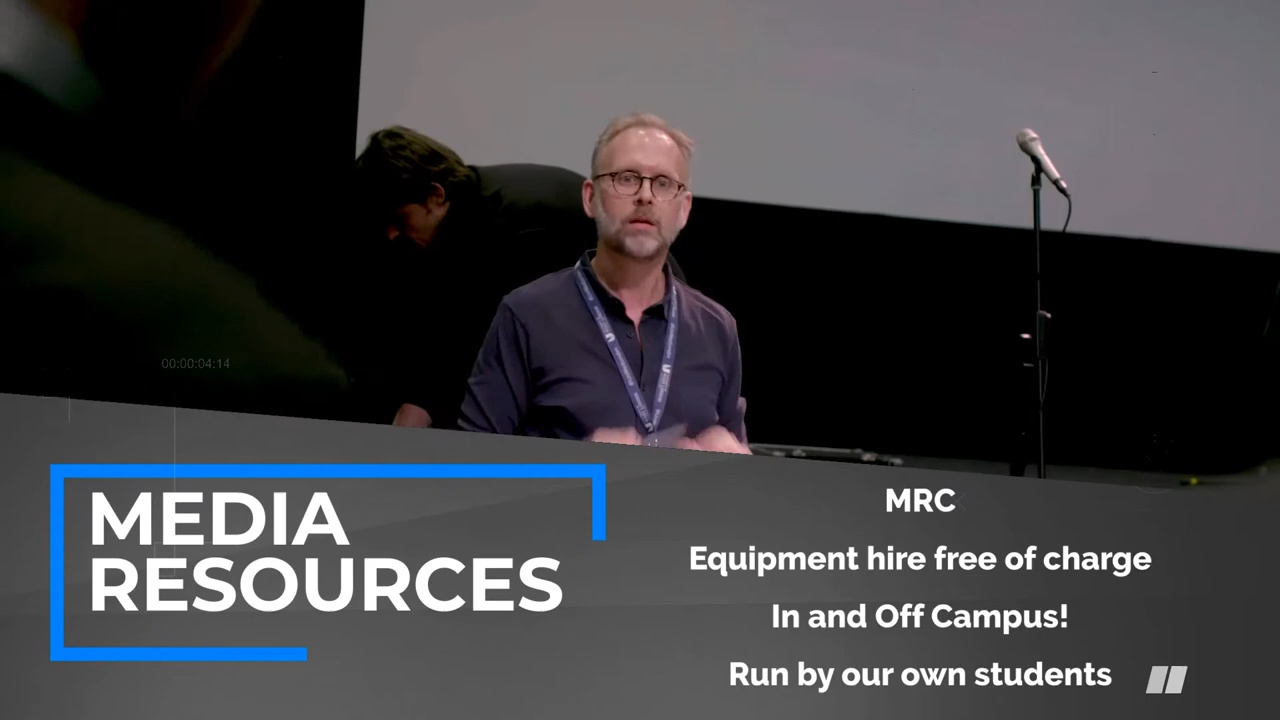 00:00:04:14
MEDIA
RESOURCES
MRC
Equipment hire free of charge
In and Off Campus!
Run by our own students